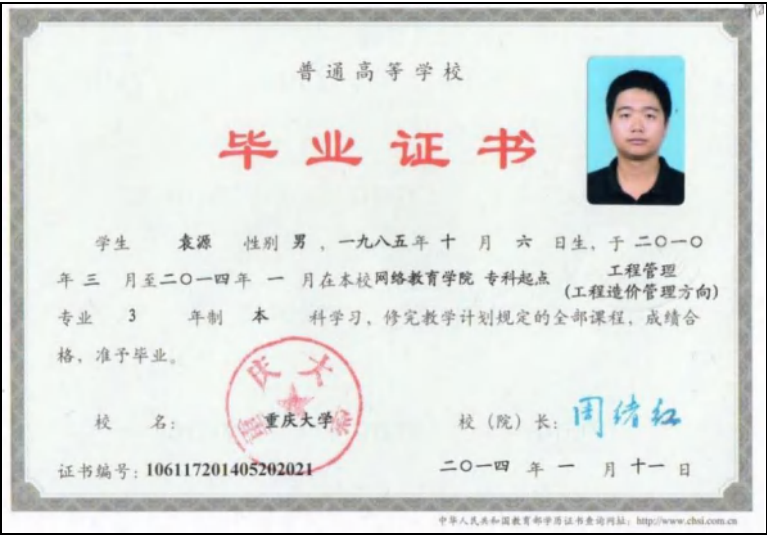 普通高等学校
毕业证书
学生 袁源 性别 男 ，一九八五年 十 月 六 日生，于 二〇一〇
年 三 月至二〇一四年 一 月在本校网络教育学院 专科起点 工程管理
(工程造价管理方向)
专业 3 年制 本 科学习，修完教学计划规定的全部课程，成绩合
格，准予毕业。
重庆大学
校 名： 重庆大学 校（院）长： 周绪红
证书编号：106117201405202021 二〇一四 年 一 月 十一 日
中华人民共和国教育部学历证书查询网址：http://www.chsi.com.cn